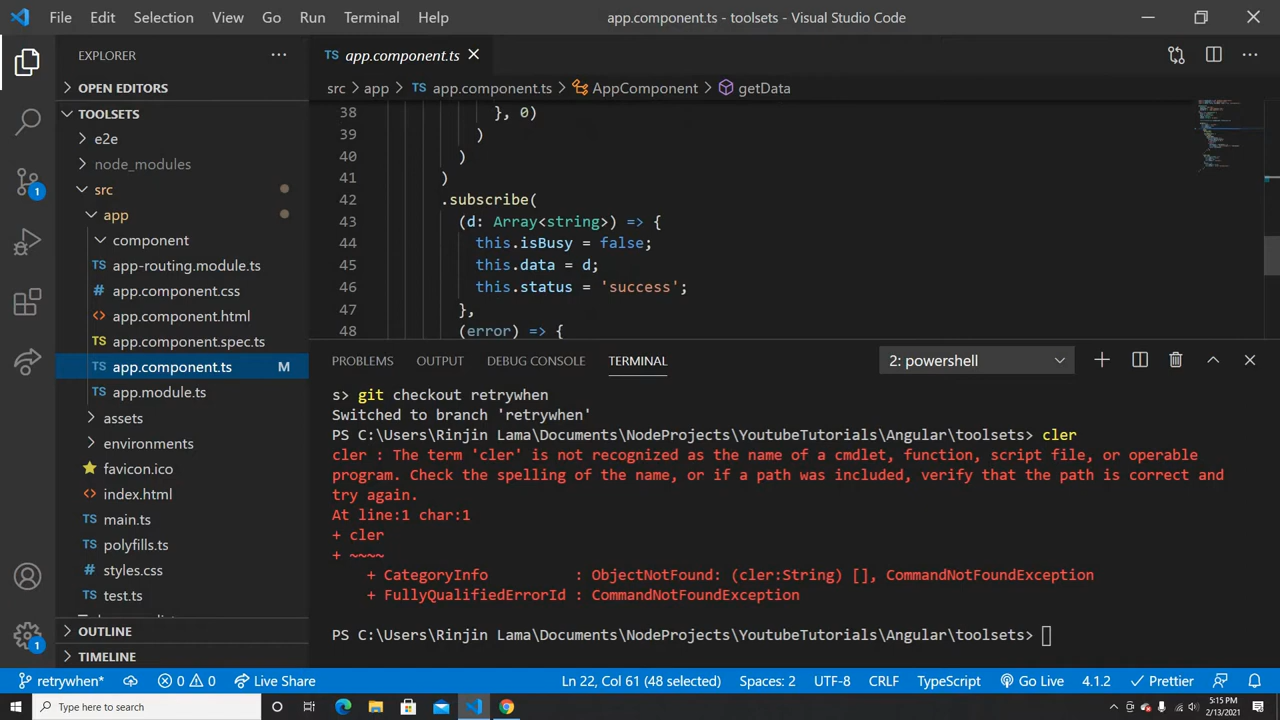 File Edit Selection View Go Run Terminal Help app.component.ts - toolsets - Visual Studio Code
EXPLORER
OPEN EDITORS
TOOLSETS
e2e
node_modules
src
app
component
TS app-routing.module.ts
app.component.css
<> app.component.html
TS app.component.spec.ts
TS app.component.ts M
TS app.module.ts
assets
environments
favicon.ico
<> index.html
TS main.ts
TS polyfills.ts
styles.css
TS test.ts
OUTLINE
TIMELINE
1
1
TS app.component.ts
src > app > TS app.component.ts > AppComponent > getData
38 }, 0)
39 )
40 )
41 )
42 .subscribe(
43 (d: Array<string>) => {
44 this.isBusy = false;
45 this.data = d;
46 this.status = 'success';
47 },
48 (error) => {
PROBLEMS OUTPUT DEBUG CONSOLE TERMINAL 2: powershell
s> git checkout retrywhen
Switched to branch 'retrywhen'
PS C:\Users\Rinjin Lama\Documents\NodeProjects\YoutubeTutorials\Angular\toolsets> cler
cler : The term 'cler' is not recognized as the name of a cmdlet, function, script file, or operable
program. Check the spelling of the name, or if a path was included, verify that the path is correct and
try again.
At line:1 char:1
+ cler
+ ~~~~
+ CategoryInfo : ObjectNotFound: (cler:String) [], CommandNotFoundException
+ FullyQualifiedErrorId : CommandNotFoundException
PS C:\Users\Rinjin Lama\Documents\NodeProjects\YoutubeTutorials\Angular\toolsets>
retrywhen* 0 0 Live Share Ln 22, Col 61 (48 selected) Spaces: 2 UTF-8 CRLF TypeScript Go Live 4.1.2 Prettier
Type here to search
5:15 PM
2/13/2021